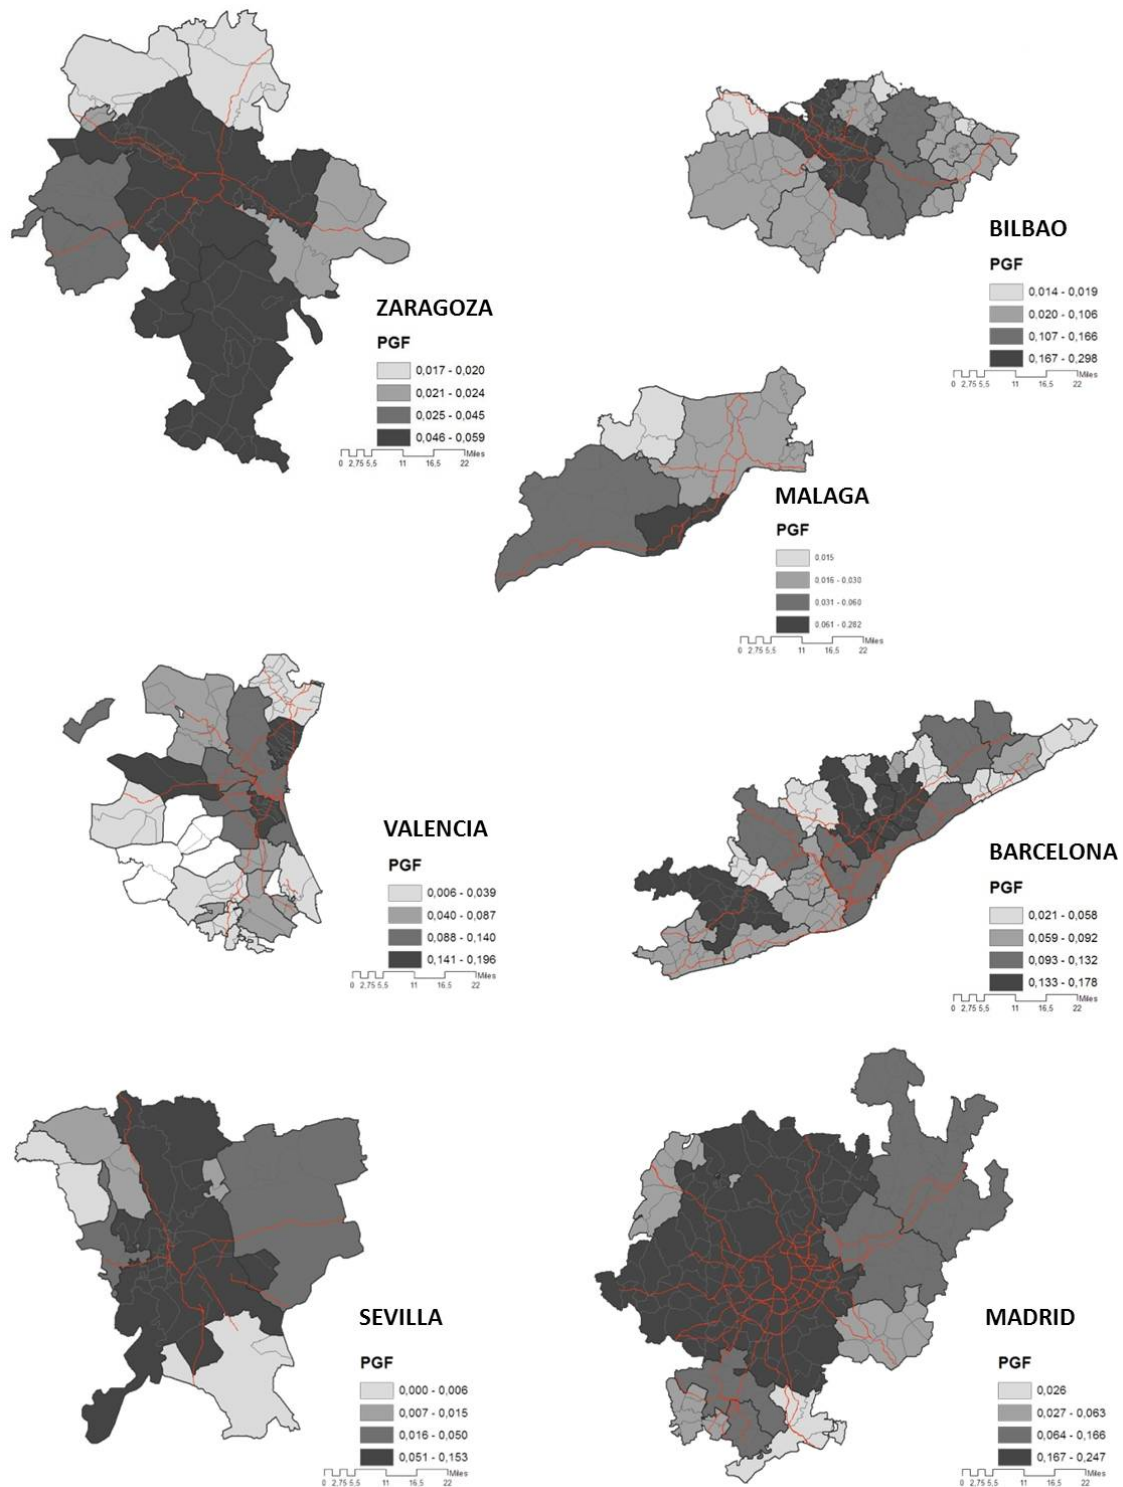 ZARAGOZA
PGF
0,017 - 0,020
0,021 - 0,024
0,025 - 0,045
0,046 - 0,059
Miles
0 2,75 5,5 11 16,5 22
BILBAO
PGF
0,014 - 0,019
0,020 - 0,106
0,107 - 0,166
0,167 - 0,298
Miles
0 2,75 5,5 11 16,5 22
MALAGA
PGF
0.015
0.016 - 0.030
0.031 - 0.060
0.061 - 0.282
Miles
0 2.75 5.5 11 16.5 22
VALENCIA
PGF
0,006 - 0,039
0,040 - 0,087
0,088 - 0,140
0,141 - 0,196
Miles
0 2,75 5,5 11 16,5 22
BARCELONA
PGF
0,021 - 0,058
0,059 - 0,092
0,093 - 0,132
0,133 - 0,178
Miles
0 2,75 5,5 11 16,5 22
SEVILLA
PGF
0,000 - 0,006
0,007 - 0,015
0,016 - 0,050
0,051 - 0,153
Miles
0 2,75 5,5 11 16,5 22
MADRID
PGF
0,026
0,027 - 0,063
0,064 - 0,166
0,167 - 0,247
Miles
0 2,75 5,5 11 16,5 22